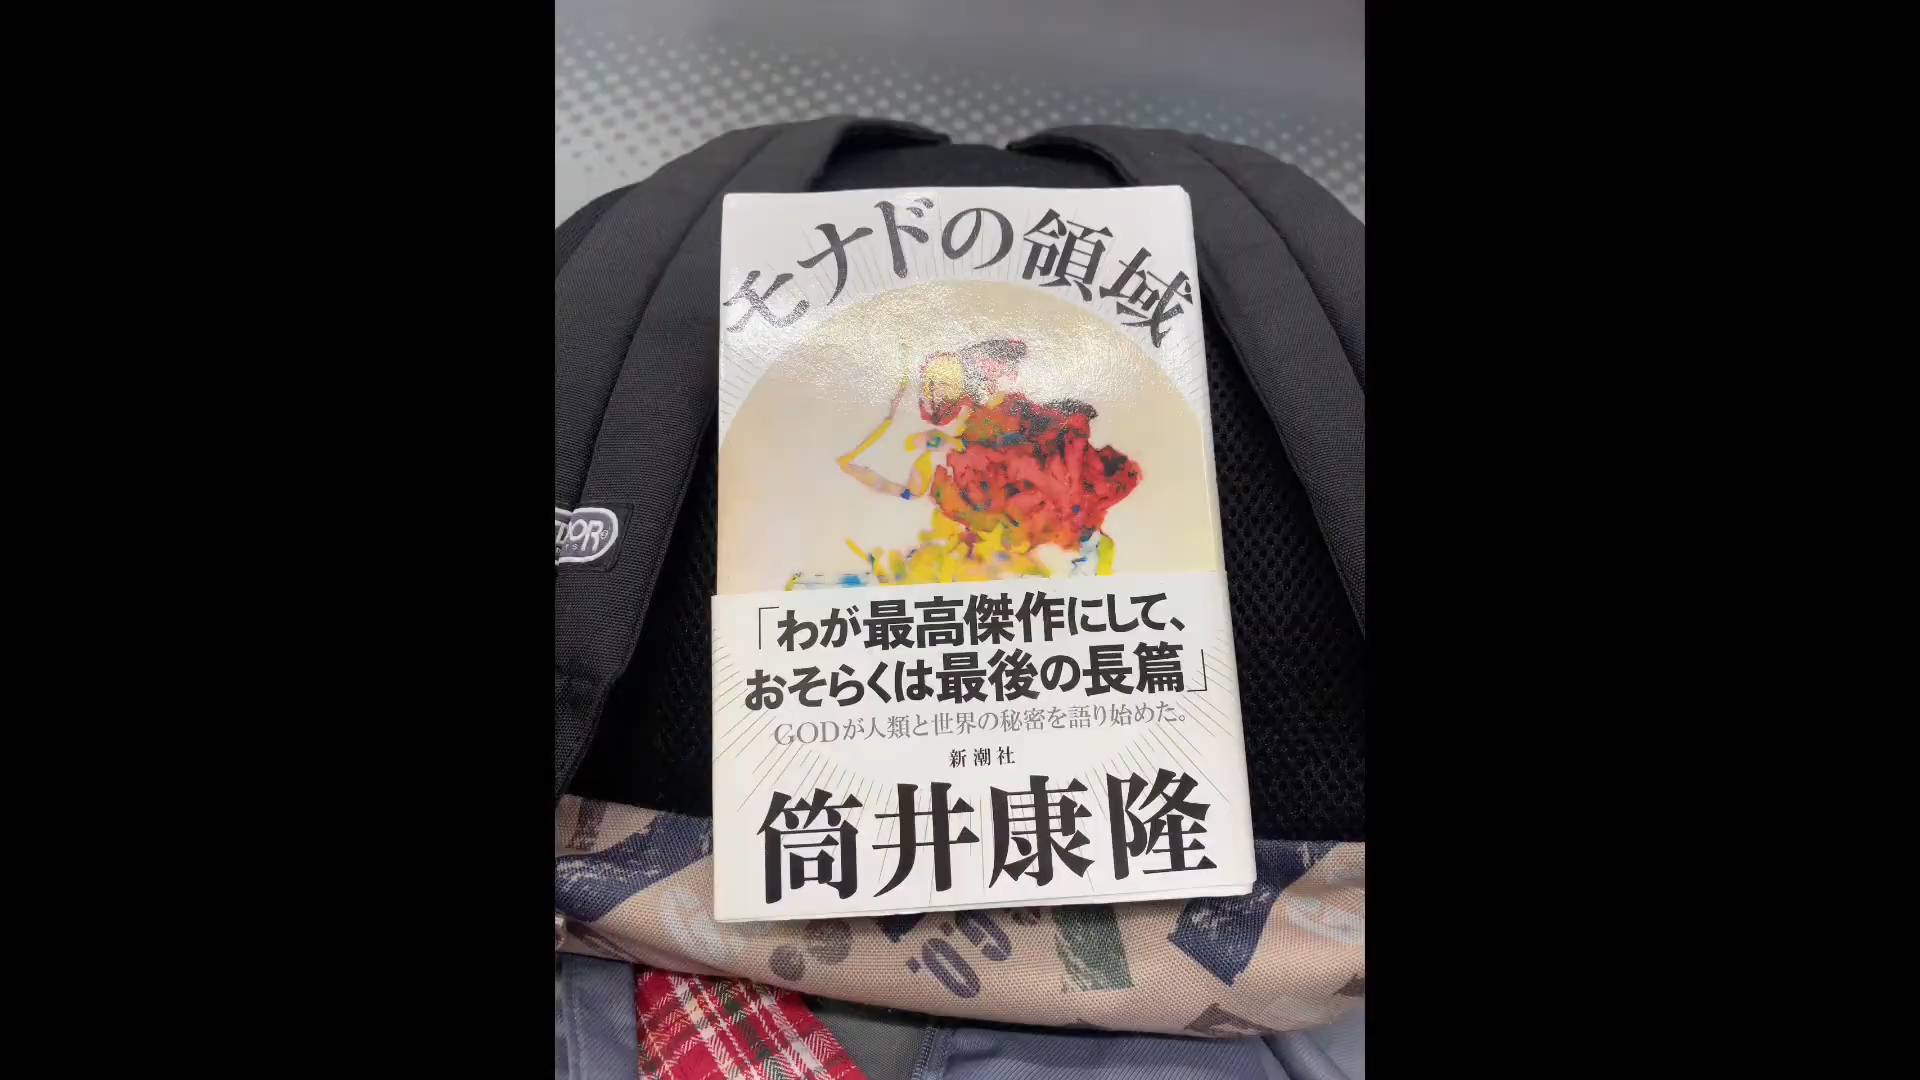 モナドの領域
「わが最高傑作にして、
おそらくは最後の長篇」
GODが人類と世界の秘密を語り始めた。
新潮社
筒井康隆